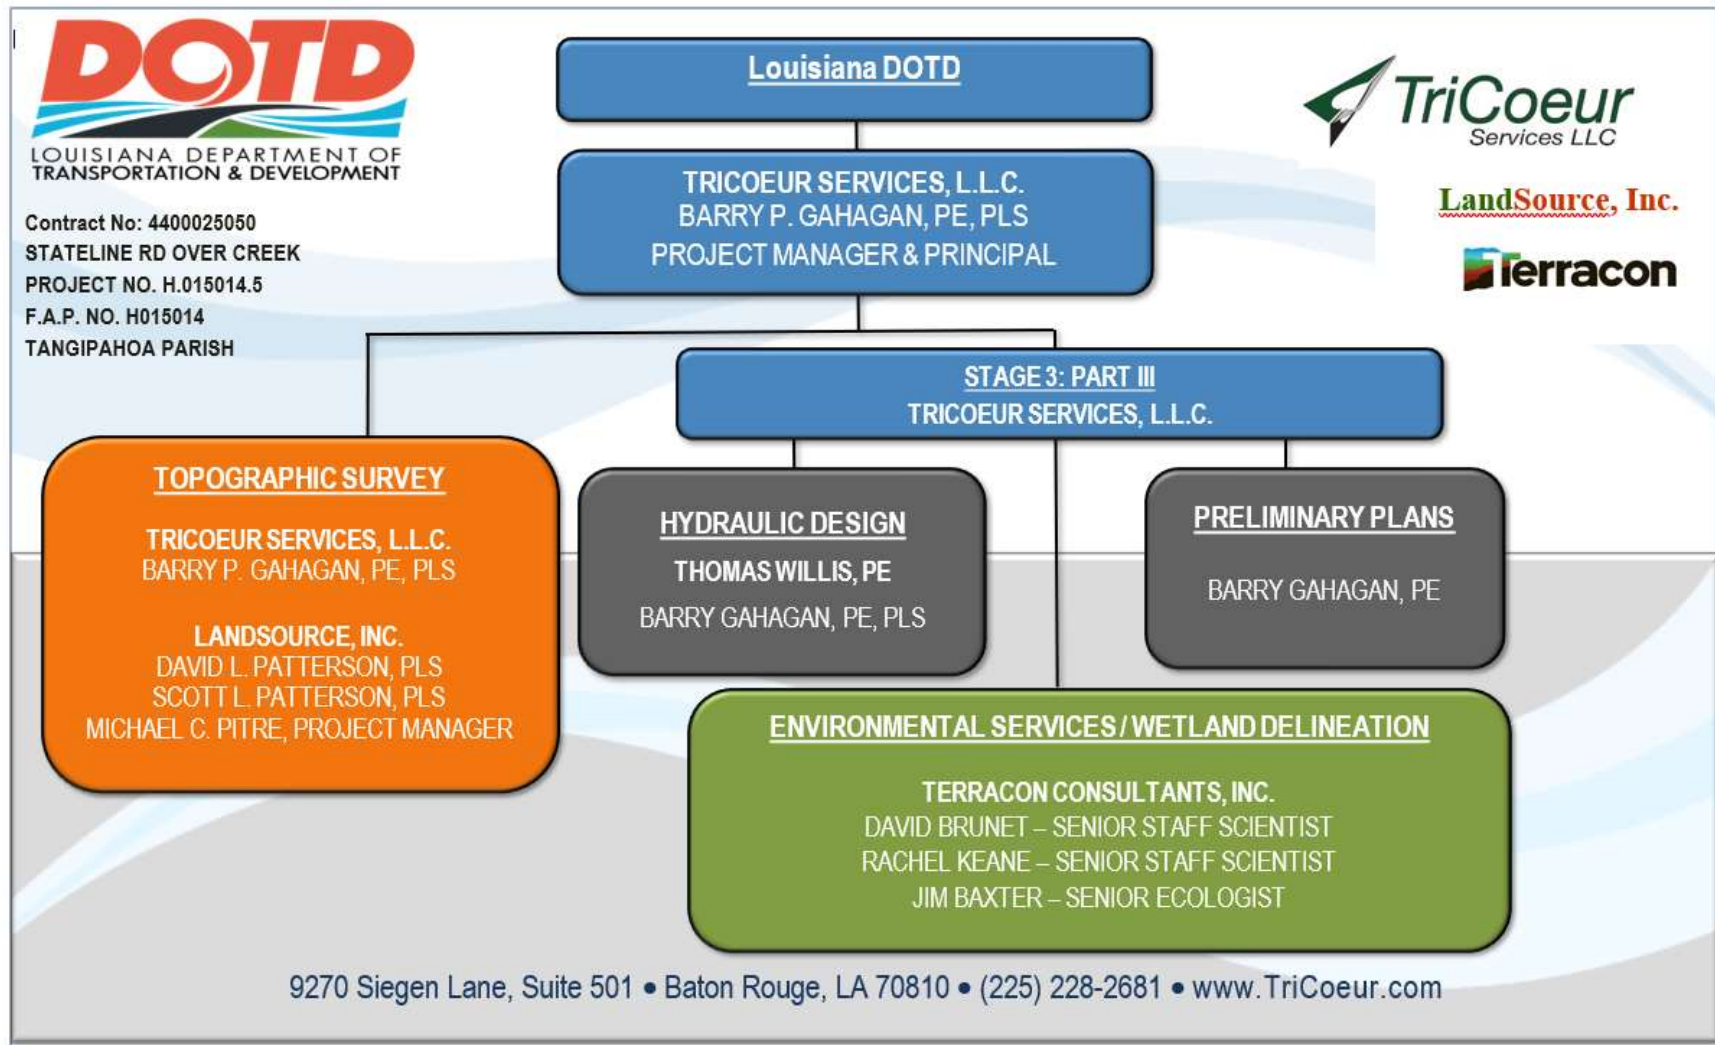 DOTD
LOUISIANA DEPARTMENT OF
TRANSPORTATION & DEVELOPMENT
Contract No: 4400025050
STATELINE RD OVER CREEK
PROJECT NO. H.015014.5
F.A.P. NO. H015014
TANGIPAHOA PARISH
Louisiana DOTD
TRICOEUR SERVICES, L.L.C.
BARRY P. GAHAGAN, PE, PLS
PROJECT MANAGER & PRINCIPAL
TriCoeur
Services LLC
LandSource, Inc.
Terracon
STAGE 3: PART III
TRICOEUR SERVICES, L.L.C.
TOPOGRAPHIC SURVEY
TRICOEUR SERVICES, L.L.C.
BARRY P. GAHAGAN, PE, PLS
LANDSOURCE, INC.
DAVID L. PATTERSON, PLS
SCOTT L. PATTERSON, PLS
MICHAEL C. PITRE, PROJECT MANAGER
HYDRAULIC DESIGN
THOMAS WILLIS, PE
BARRY GAHAGAN, PE, PLS
PRELIMINARY PLANS
BARRY GAHAGAN, PE
ENVIRONMENTAL SERVICES / WETLAND DELINEATION
TERRACON CONSULTANTS, INC.
DAVID BRUNET – SENIOR STAFF SCIENTIST
RACHEL KEANE – SENIOR STAFF SCIENTIST
JIM BAXTER – SENIOR ECOLOGIST
9270 Siegen Lane, Suite 501 • Baton Rouge, LA 70810 • (225) 228-2681 • www.TriCoeur.com